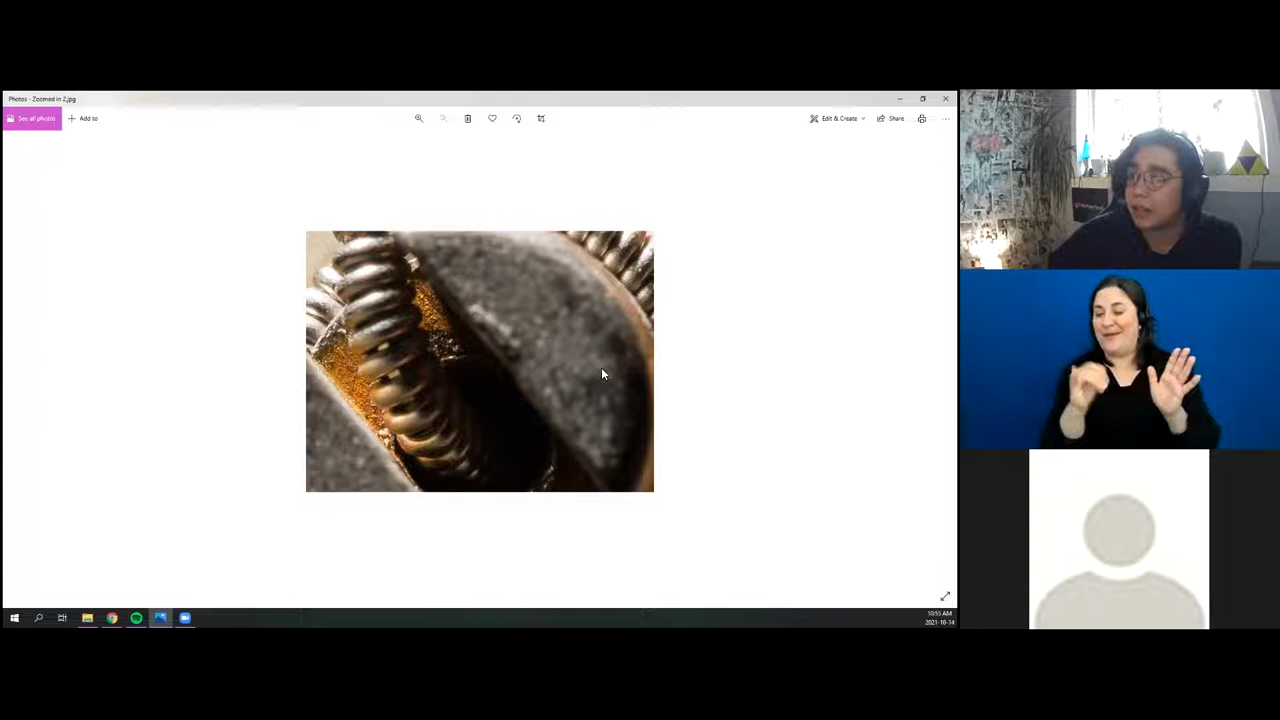 Photos - Zoomed in 2.jpg
See all photos
Add to
Edit & Create
Share
10:55 AM
2021-10-14